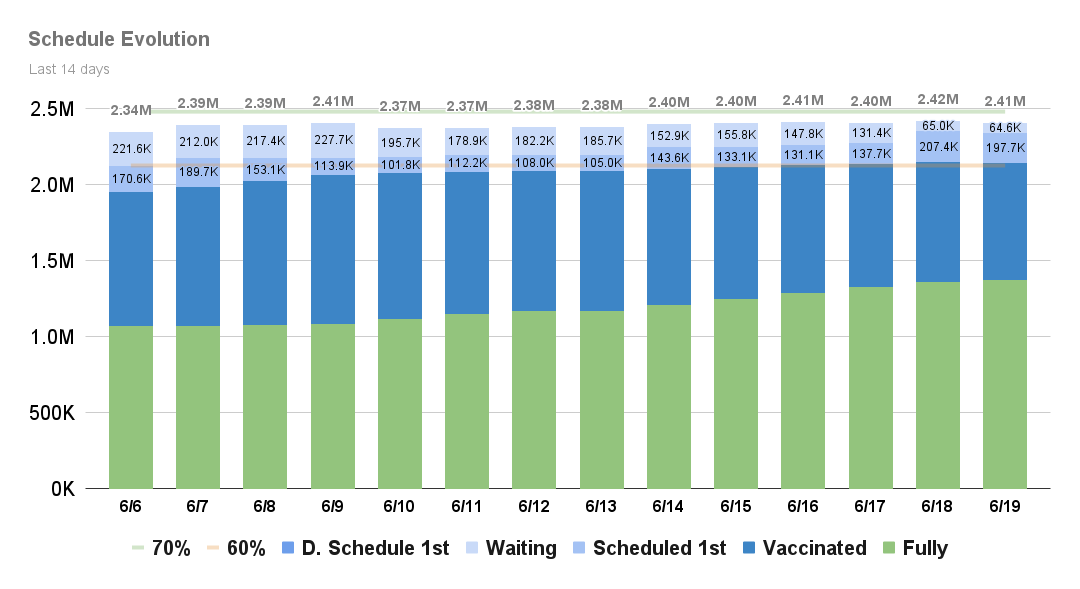 Schedule Evolution
Last 14 days
2.34M 2.39M 2.39M 2.41M 2.37M 2.37M 2.38M 2.38M 2.40M 2.40M 2.41M 2.40M 2.42M 2.41M
2.5M
221.6K 212.0K 217.4K 227.7K 195.7K 178.9K 182.2K 185.7K 152.9K 155.8K 147.8K 131.4K 65.0K 64.6K
170.6K 189.7K 153.1K 113.9K 101.8K 112.2K 108.0K 105.0K 143.6K 133.1K 131.1K 137.7K 207.4K 197.7K
2.0M
1.5M
1.0M
500K
0K
6/6 6/7 6/8 6/9 6/10 6/11 6/12 6/13 6/14 6/15 6/16 6/17 6/18 6/19
70% 60% D. Schedule 1st Waiting Scheduled 1st Vaccinated Fully